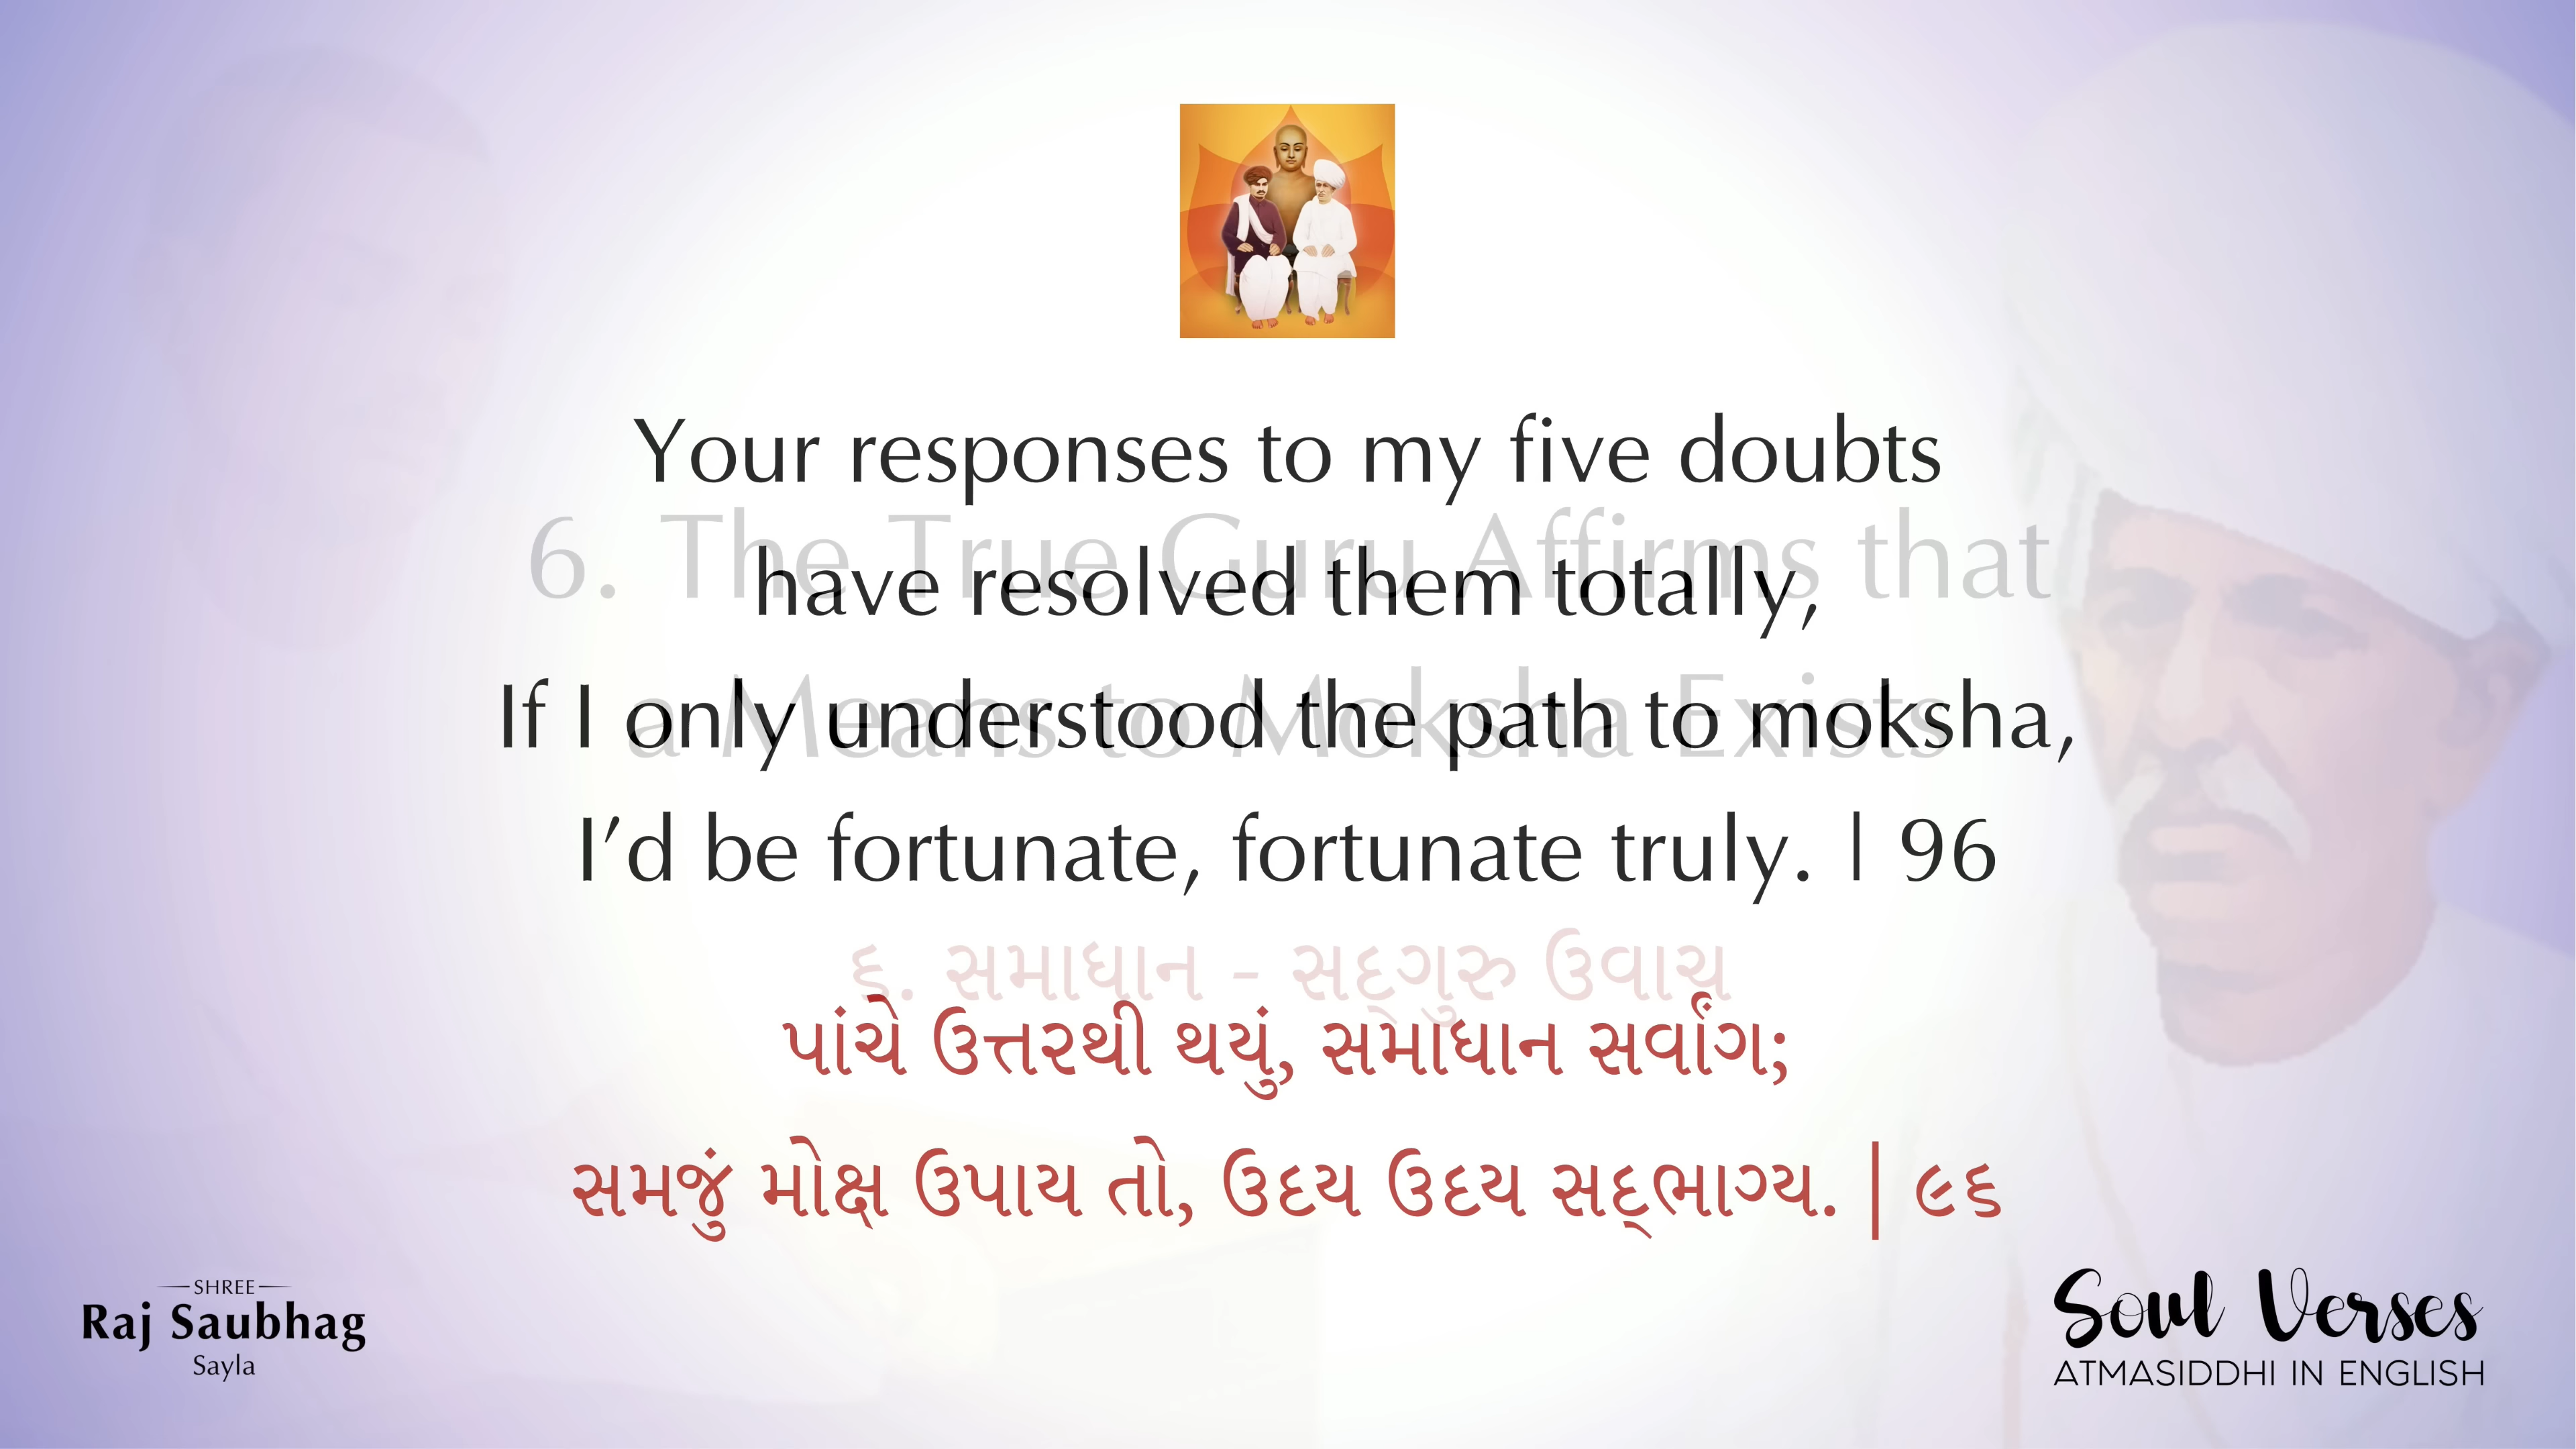 Your responses to my five doubts
6. The True Guru Affirms that
have resolved them totally,
If I only understood the path to moksha,
a Means to Moksha Exists
I’d be fortunate, fortunate truly. | 96
૬. સમાધાન - સદ્‌ગુરુ ઉવાચ
પાંચે ઉત્તરથી થયું, સમાધાન સર્વાંગ;
સમજું મોક્ષ ઉપાય તો, ઉદય ઉદય સદ્‌ભાગ્ય. | ૯૬
SHREE
Raj Saubhag
Sayla
Soul Verses
ATMASIDDHI IN ENGLISH